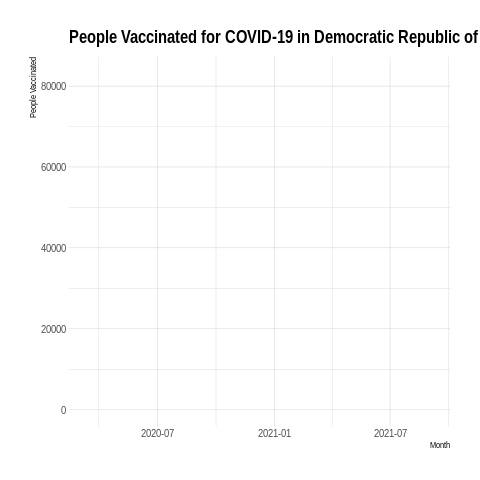 People Vaccinated for COVID-19 in Democratic Republic of
People Vaccinated
80000
60000
40000
20000
0
2020-07 2021-01 2021-07
Month